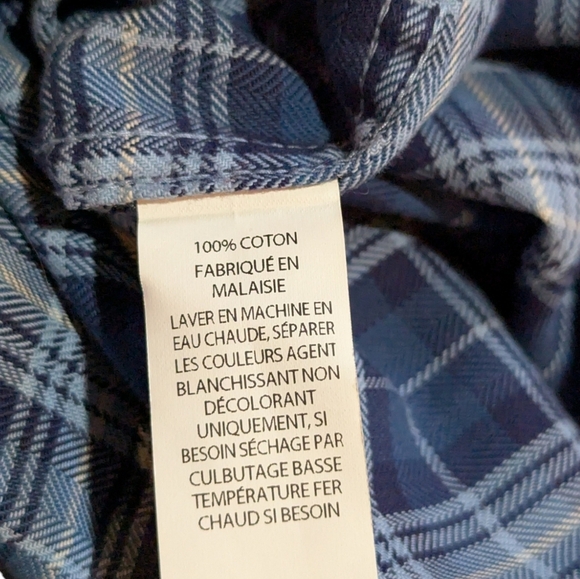 100% COTON
FABRIQUÉ EN
MALAISIE
LAVER EN MACHINE EN
EAU CHAUDE, SÉPARER
LES COULEURS AGENT
BLANCHISSANT NON
DÉCOLORANT
UNIQUEMENT, SI
BESOIN SÉCHAGE PAR
CULBUTAGE BASSE
TEMPÉRATURE FER
CHAUD SI BESOIN